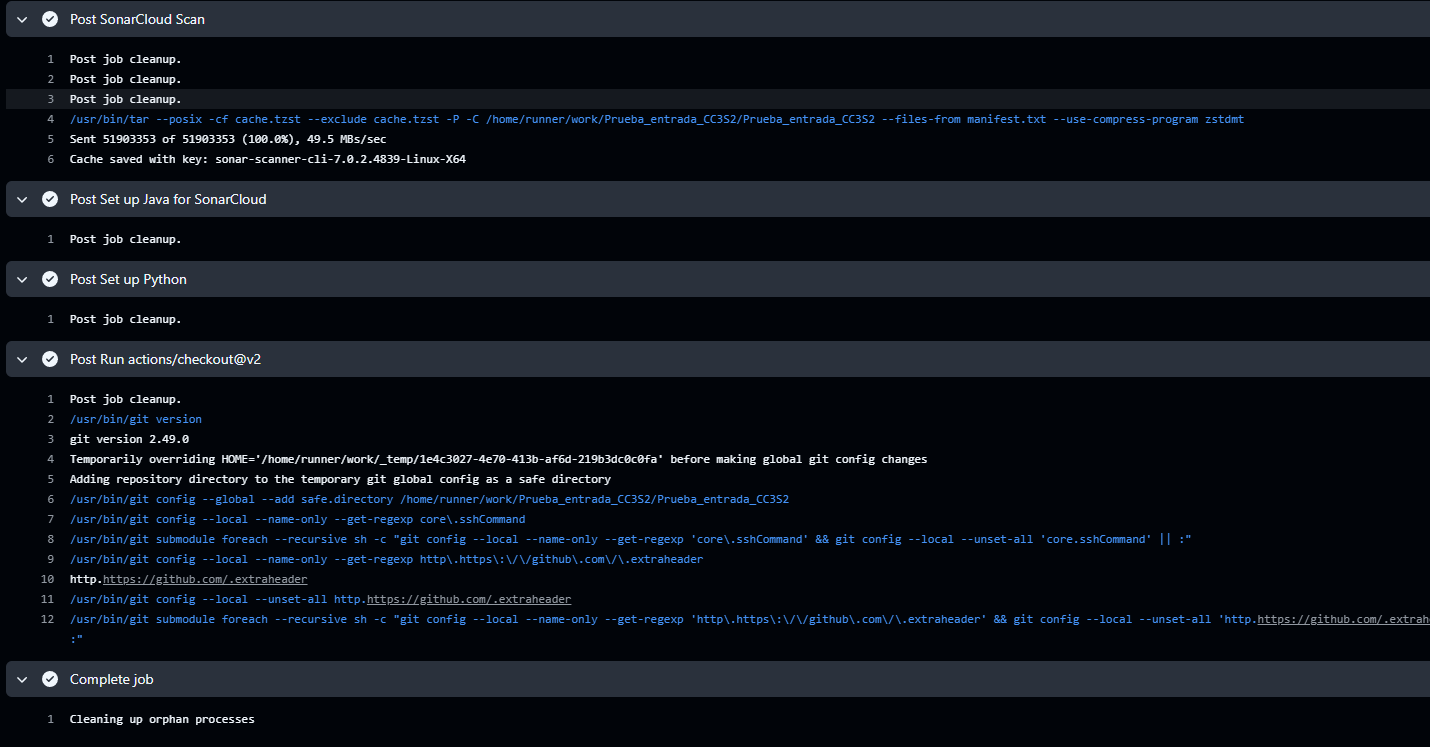 Post SonarCloud Scan
1 Post job cleanup.
2 Post job cleanup.
3 Post job cleanup.
4 /usr/bin/tar --posix -cf cache.tzst --exclude cache.tzst -P -C /home/runner/work/Prueba_entrada_CC3S2/Prueba_entrada_CC3S2 --files-from manifest.txt --use-compress-program zstdmt
5 Sent 51903353 of 51903353 (100.0%), 49.5 MBs/sec
6 Cache saved with key: sonar-scanner-cli-7.0.2.4839-Linux-X64
Post Set up Java for SonarCloud
1 Post job cleanup.
Post Set up Python
1 Post job cleanup.
Post Run actions/checkout@v2
1 Post job cleanup.
2 /usr/bin/git version
3 git version 2.49.0
4 Temporarily overriding HOME='/home/runner/work/_temp/1e4c3027-4e70-413b-af6d-219b3dc0c0fa' before making global git config changes
5 Adding repository directory to the temporary git global config as a safe directory
6 /usr/bin/git config --global --add safe.directory /home/runner/work/Prueba_entrada_CC3S2/Prueba_entrada_CC3S2
7 /usr/bin/git config --local --name-only --get-regexp core\.sshCommand
8 /usr/bin/git submodule foreach --recursive sh -c "git config --local --name-only --get-regexp 'core\.sshCommand' && git config --local --unset-all 'core.sshCommand' || :"
9 /usr/bin/git config --local --name-only --get-regexp http\.https\:\/\/github\.com\/\.extraheader
10 http.https://github.com/.extraheader
11 /usr/bin/git config --local --unset-all http.https://github.com/.extraheader
12 /usr/bin/git submodule foreach --recursive sh -c "git config --local --name-only --get-regexp 'http\.https\:\/\/github\.com\/\.extraheader' && git config --local --unset-all 'http.https://github.com/.extrah
:"
Complete job
1 Cleaning up orphan processes